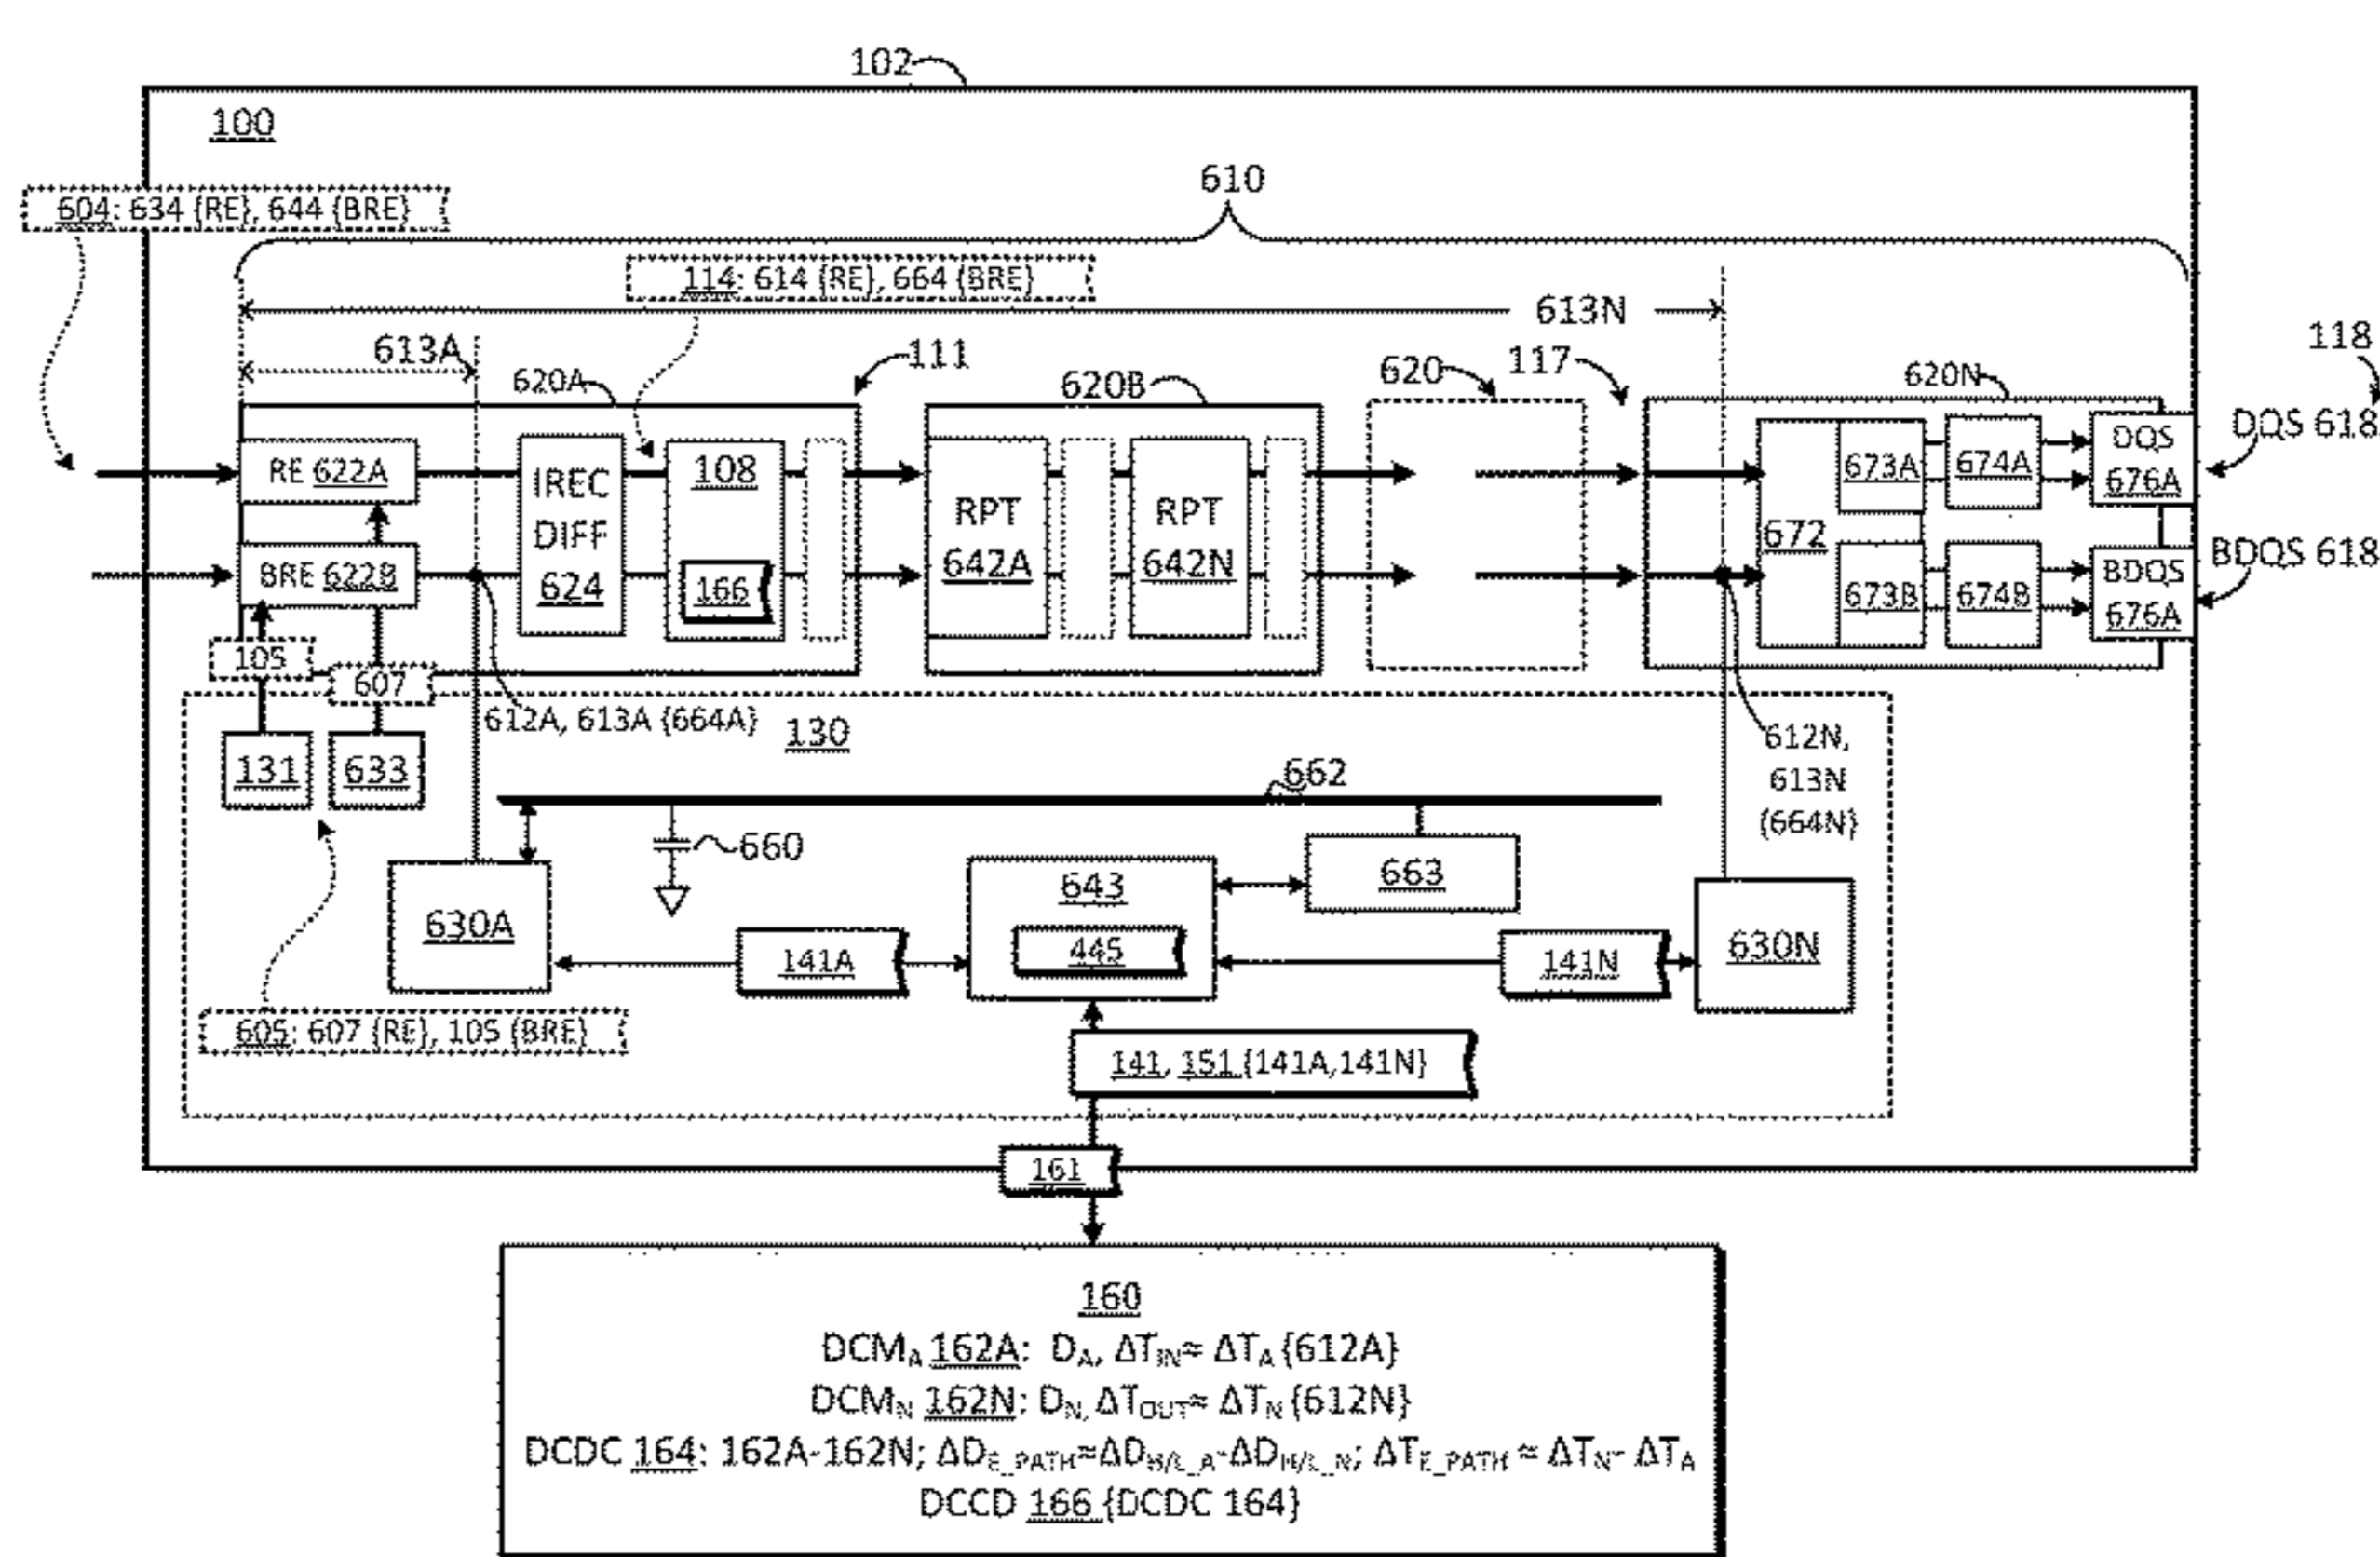 102
100
610
604: 634 {RE}, 644 {BRE}
114: 614 {RE}, 664 {BRE}
613N
613A
111
118
620A
620B
620
117
620N
DQS 618
RE 622A
IREC
DIFF
624
108
166
RPT
642A
RPT
642N
672
673A
674A
DQS
676A
BRE 622B
673B
674B
BDQS
676A
BDQS 618
105
607
612A, 613A {664A}
130
612N,
613N
{664N}
131
633
662
660
663
643
445
630A
141A
141N
630N
605: 607 {RE}, 105 {BRE}
141, 151 {141A,141N}
161
160
DCMA 162A: DA, ΔTIN≈ ΔTA {612A}
DCMN 162N: DN, ΔTOUT≈ ΔTN {612N}
DCDC 164: 162A-162N; ΔDE_PATH≈ΔDH/L_A-ΔDH/L_N; ΔTE_PATH ≈ ΔTN- ΔTA
DCCD 166 {DCDC 164}